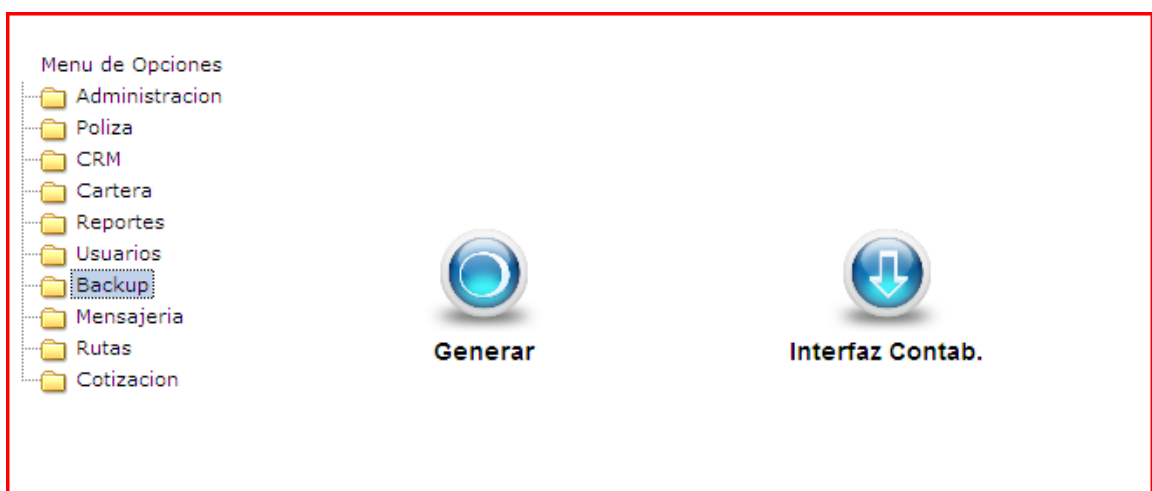 Menu de Opciones
Administracion
Poliza
CRM
Cartera
Reportes
Usuarios
Backup
Mensajeria
Rutas
Cotizacion
Generar
Interfaz Contab.